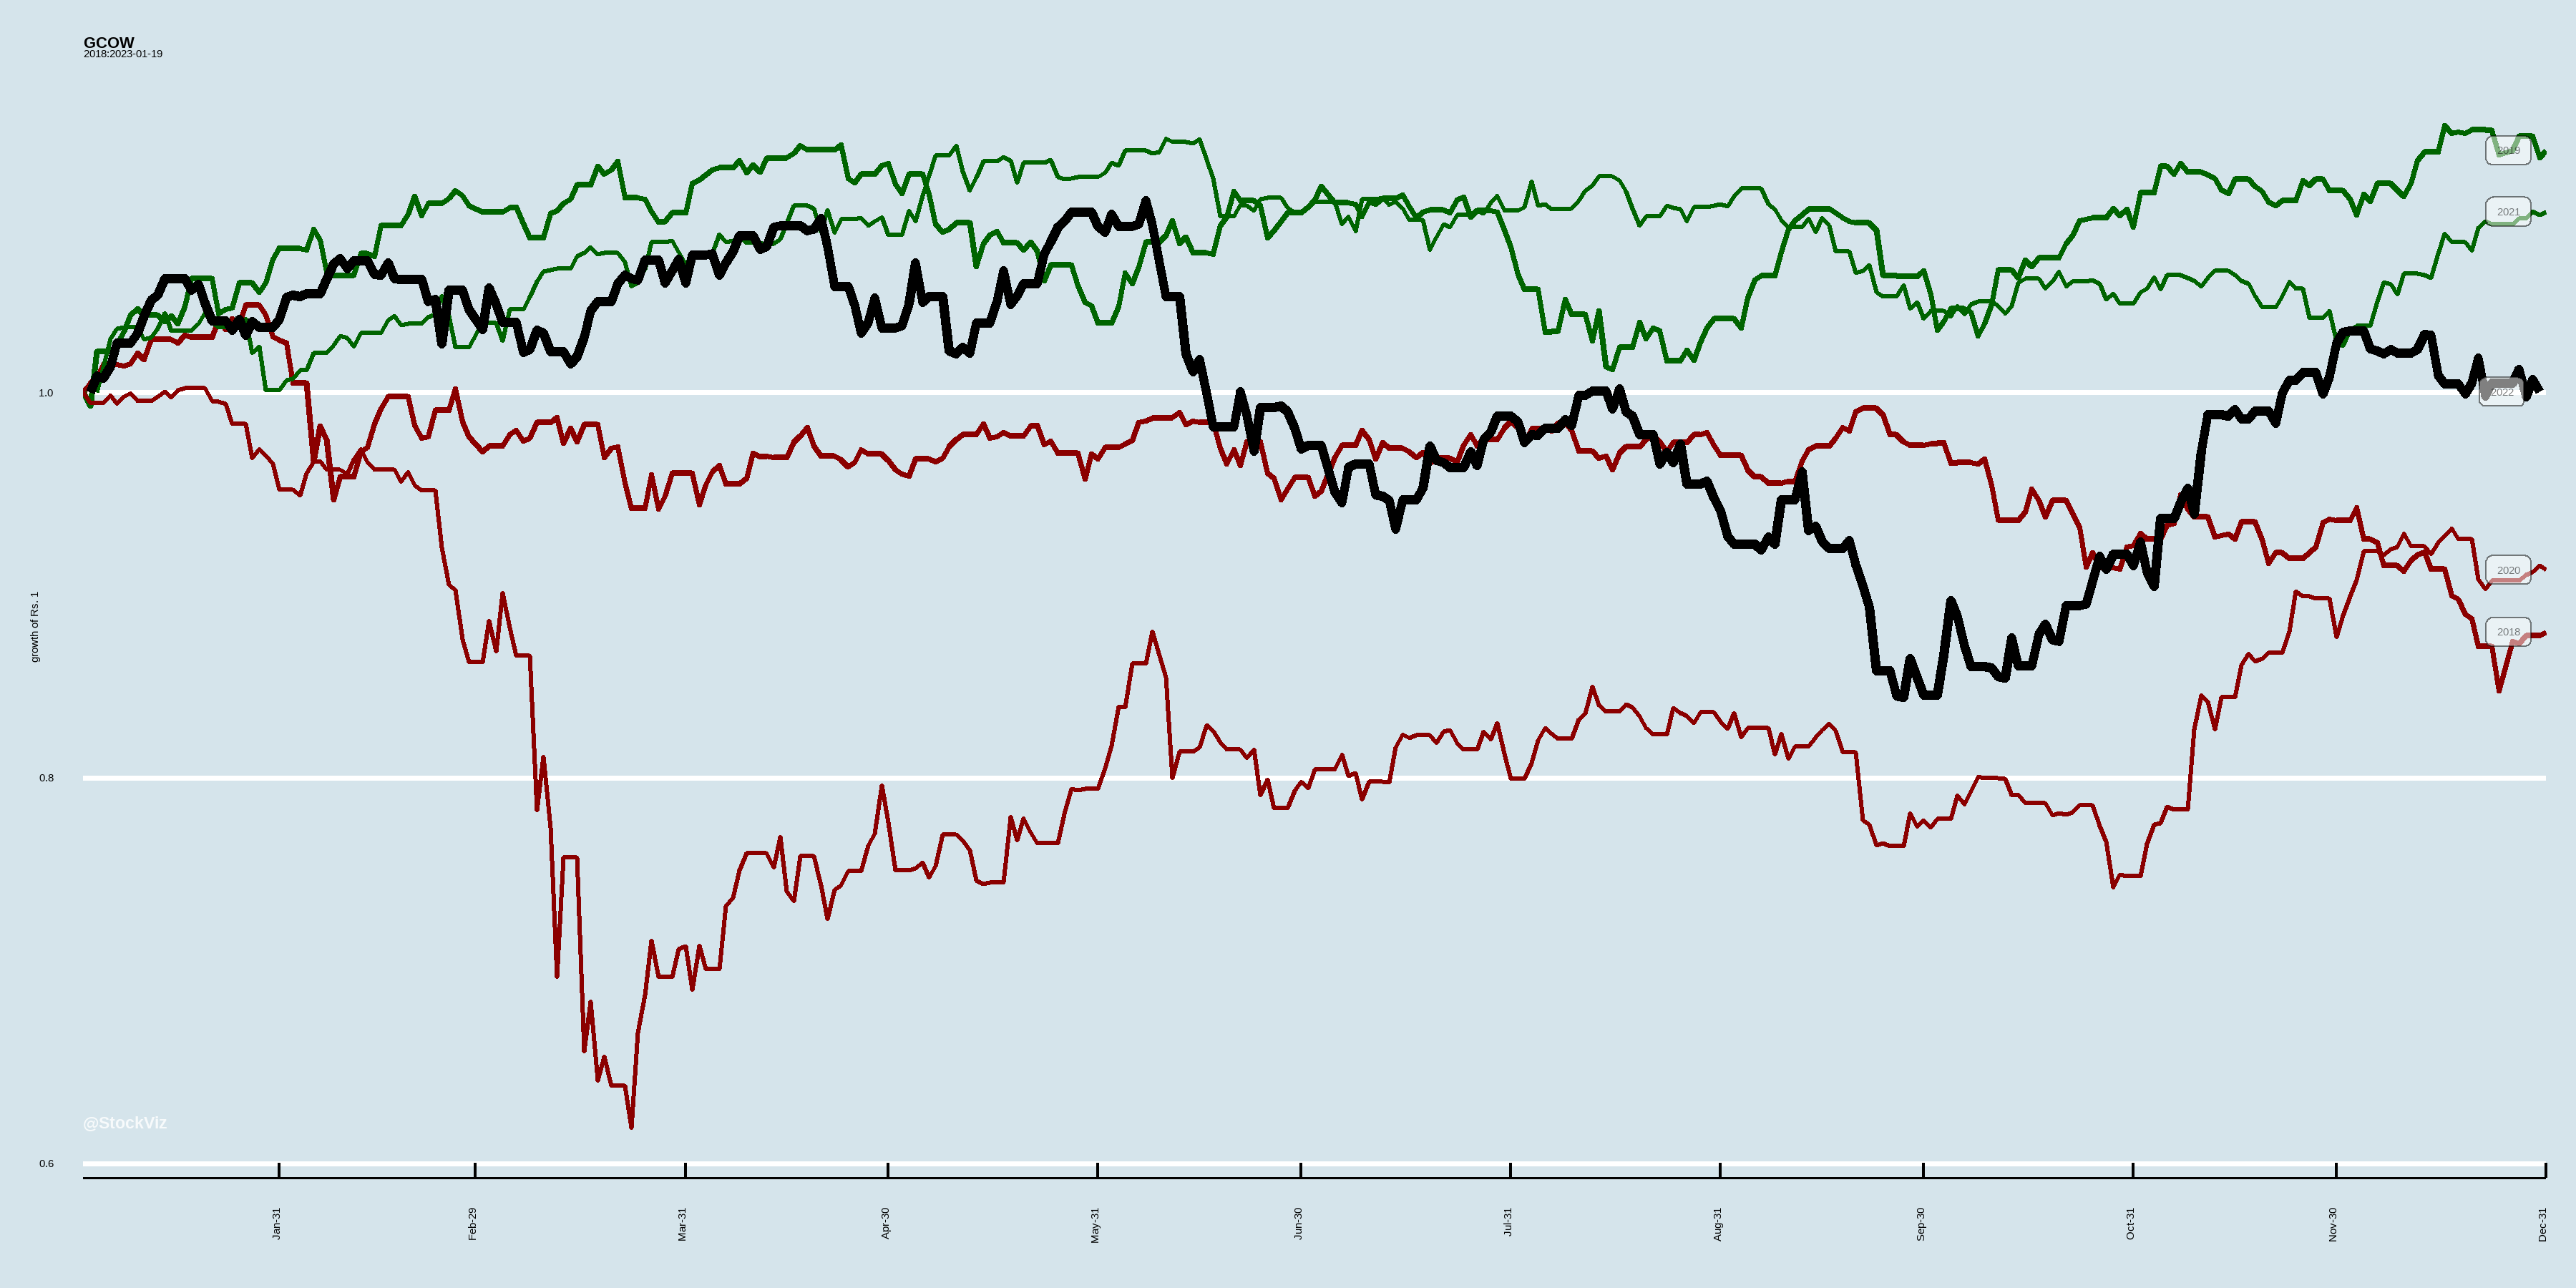 GCOW
2018:2023-01-19
2019
2021
1.0
2022
2020
growth of Rs. 1
2018
0.8
@StockViz
0.6
Jan-31
Feb-29
Mar-31
Apr-30
May-31
Jun-30
Jul-31
Aug-31
Sep-30
Oct-31
Nov-30
Dec-31